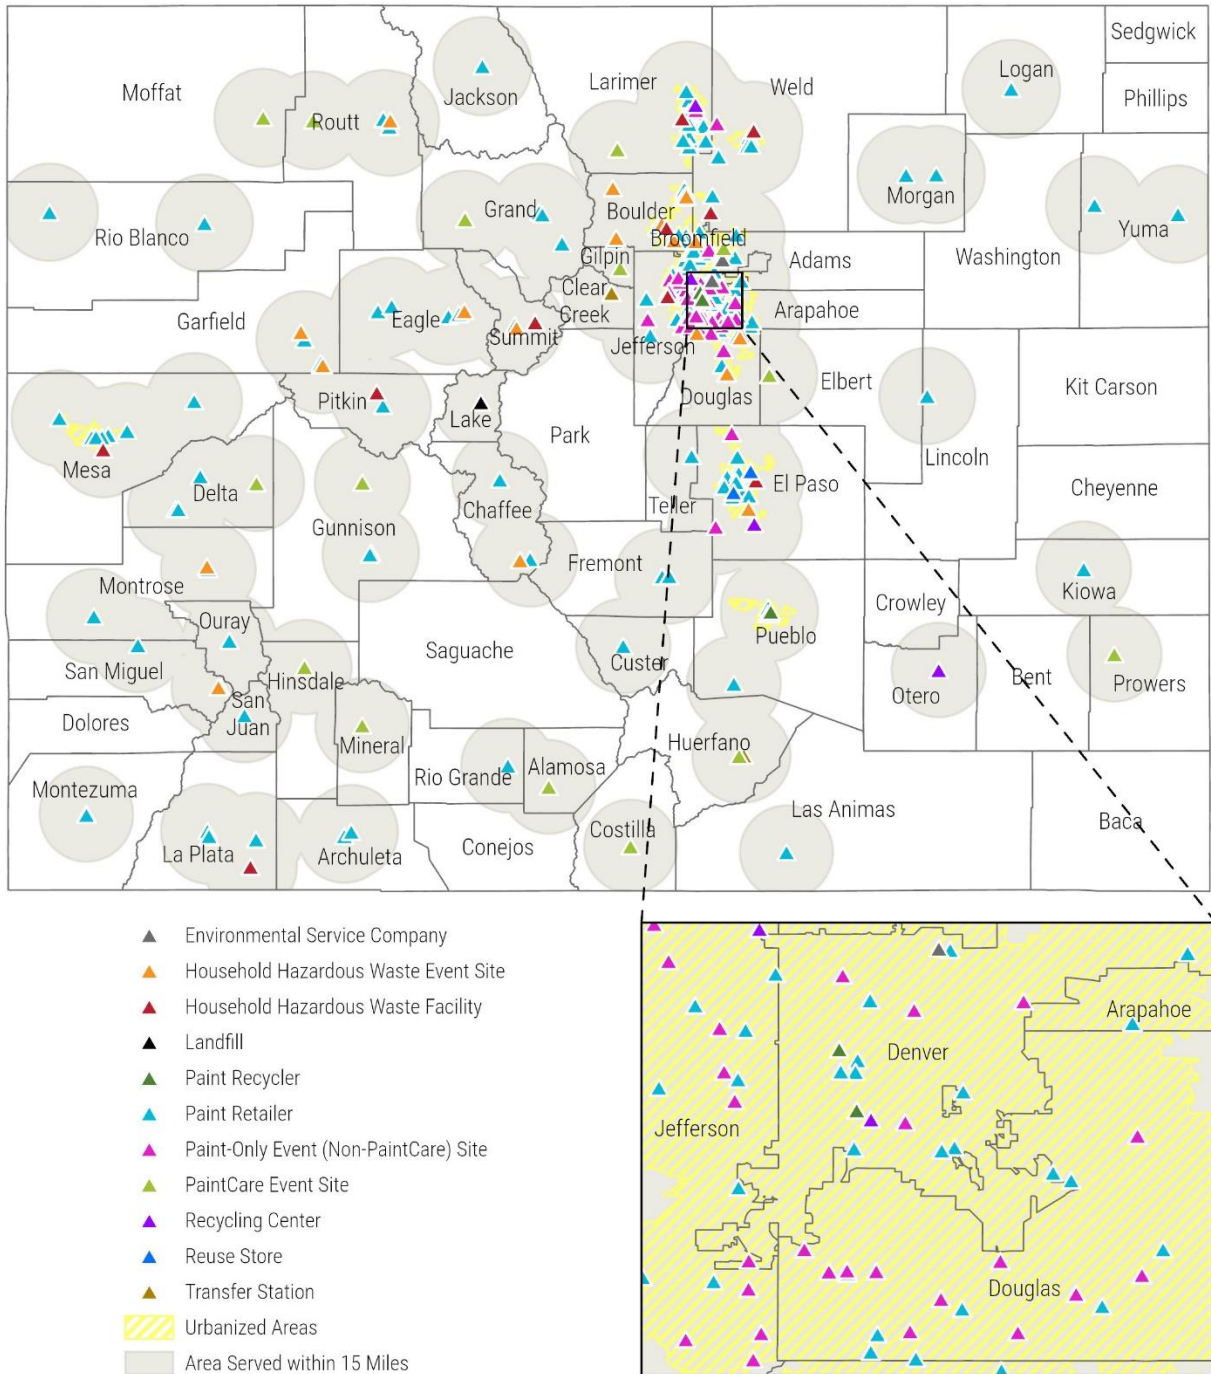 Sedgwick
Moffat
Jackson
Larimer
Weld
Logan
Phillips
Routt
Rio Blanco
Grand
Boulder
Morgan
Yuma
Broomfield
Gilpin
Adams
Washington
Clear
Creek
Garfield
Eagle
Summit
Arapahoe
Jefferson
Elbert
Kit Carson
Pitkin
Lake
Park
Douglas
Mesa
Delta
Lincoln
Chaffee
Teller
El Paso
Cheyenne
Gunnison
Fremont
Montrose
Kiowa
Ouray
Crowley
Pueblo
San Miguel
Hinsdale
Saguache
Custer
Otero
Bent
Prowers
San
Juan
Dolores
Mineral
Huerfano
Rio Grande
Alamosa
Montezuma
Las Animas
Costilla
Baca
La Plata
Archuleta
Conejos
Environmental Service Company
Household Hazardous Waste Event Site
Household Hazardous Waste Facility
Landfill
Paint Recycler
Paint Retailer
Paint-Only Event (Non-PaintCare) Site
PaintCare Event Site
Recycling Center
Reuse Store
Transfer Station
Urbanized Areas
Area Served within 15 Miles
Arapahoe
Denver
Jefferson
Douglas